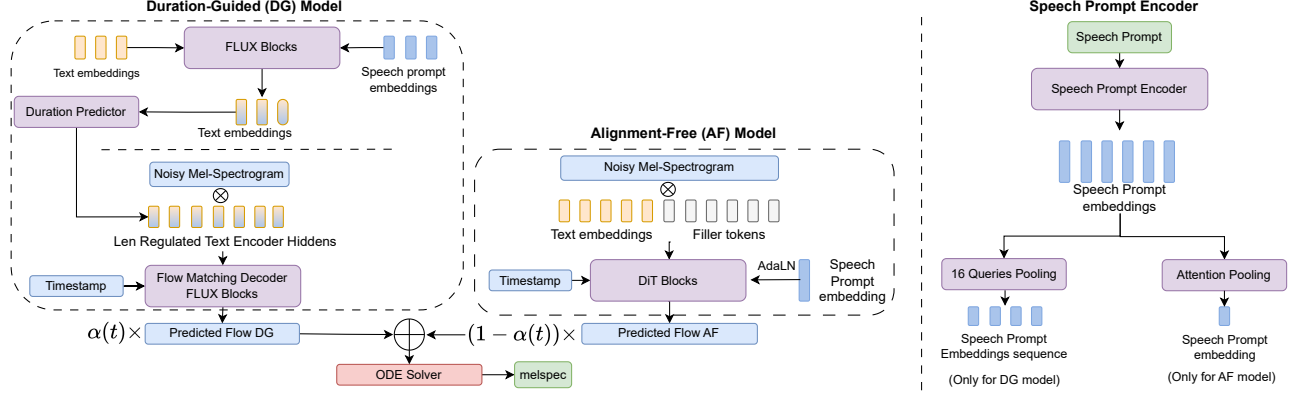 Duration-Guided (DG) Model
Text embeddings
FLUX Blocks
Speech prompt
embeddings
Duration Predictor
Text embeddings
Noisy Mel-Spectrogram
Len Regulated Text Encoder Hiddens
Timestamp
Flow Matching Decoder
FLUX Blocks
α(t)×
Predicted Flow DG
Alignment-Free (AF) Model
Noisy Mel-Spectrogram
Text embeddings
Filler tokens
Timestamp
DiT Blocks
AdaLN
Speech
Prompt
embedding
(1 − α(t))×
Predicted Flow AF
ODE Solver
melspec
Speech Prompt Encoder
Speech Prompt
Speech Prompt Encoder
Speech Prompt
embeddings
16 Queries Pooling
Speech Prompt
Embeddings sequence
(Only for DG model)
Attention Pooling
Speech Prompt
embedding
(Only for AF model)